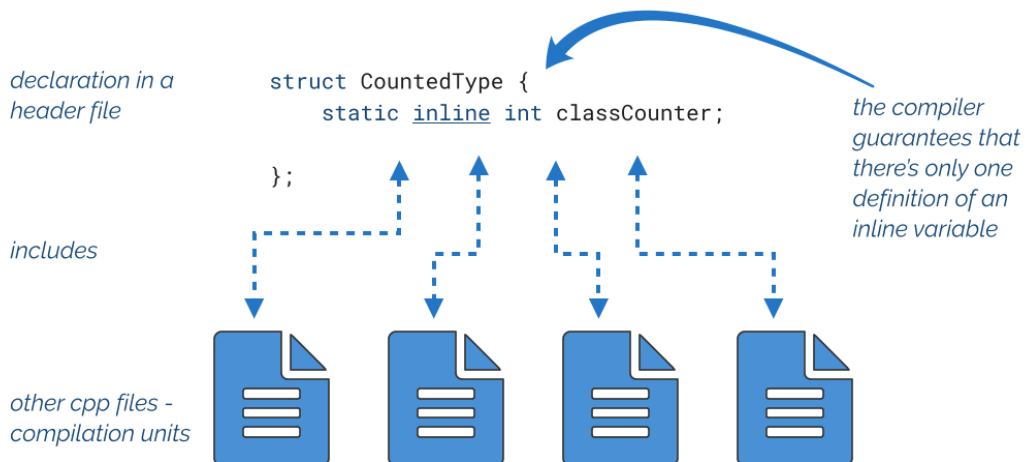 declaration in a
header file
struct CountedType {
static inline int classCounter;
};
the compiler
guarantees that
there's only one
definition of an
inline variable
includes
other cpp files -
compilation units